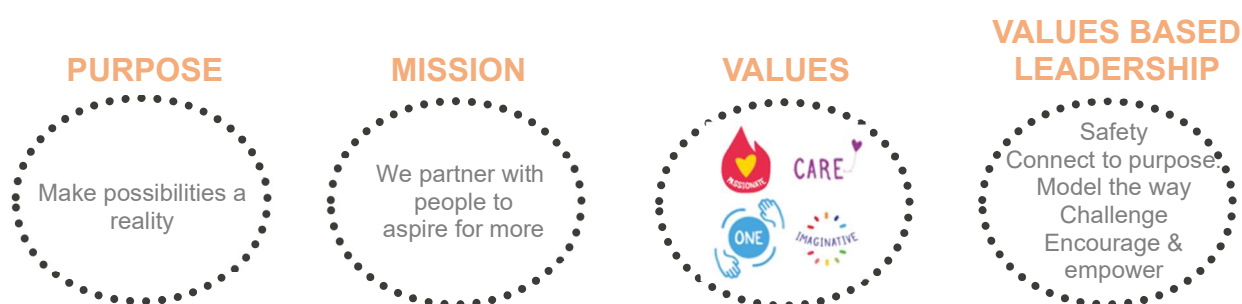 PURPOSE
Make possibilities a
reality
MISSION
We partner with
people to
aspire for more
VALUES
PASSIONATE
CARE
ONE
IMAGINATIVE
VALUES BASED
LEADERSHIP
Safety
Connect to purpose.
Model the way
Challenge
Encourage &
empower